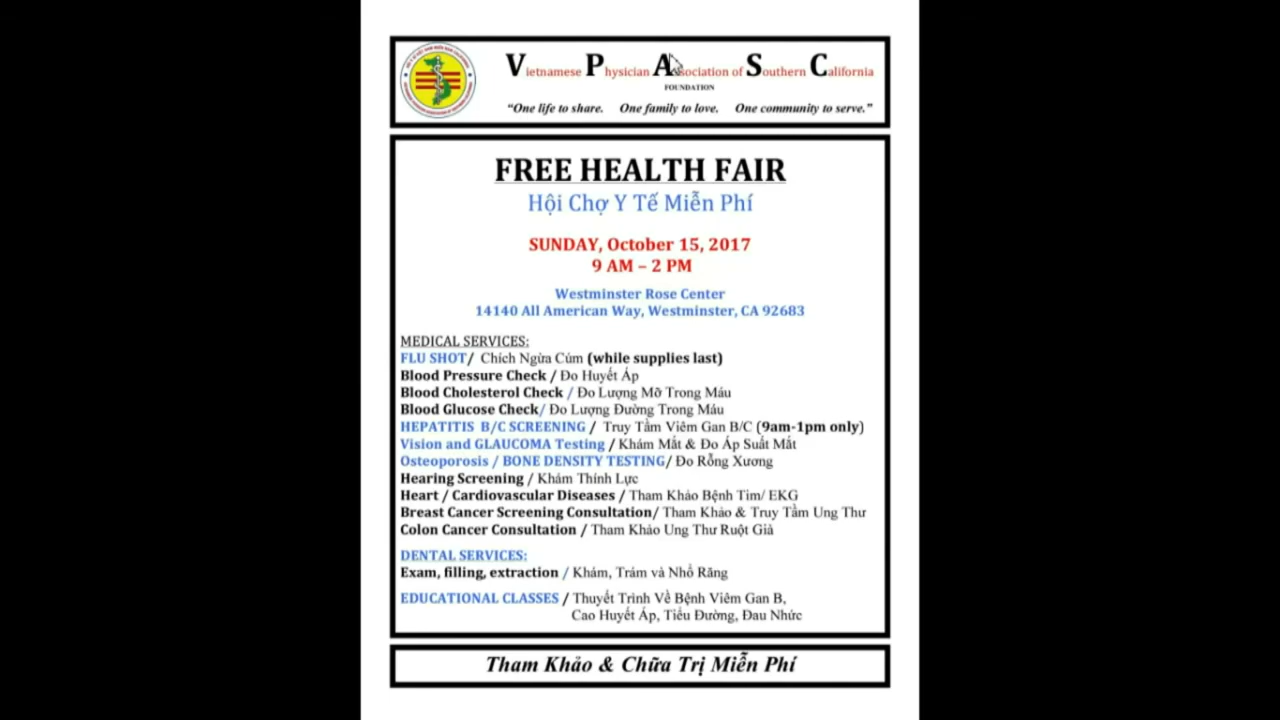 Vietnamese Physician Association of Southern California
FOUNDATION
“One life to share. One family to love. One community to serve.”
FREE HEALTH FAIR
Hội Chợ Y Tế Miễn Phí
SUNDAY, October 15, 2017
9 AM – 2 PM
Westminster Rose Center
14140 All American Way, Westminster, CA 92683
MEDICAL SERVICES:
FLU SHOT/ Chích Ngừa Cúm (while supplies last)
Blood Pressure Check / Đo Huyết Áp
Blood Cholesterol Check / Đo Lượng Mỡ Trong Máu
Blood Glucose Check/ Đo Lượng Đường Trong Máu
HEPATITIS B/C SCREENING / Truy Tầm Viêm Gan B/C (9am-1pm only)
Vision and GLAUCOMA Testing / Khám Mắt & Đo Áp Suất Mắt
Osteoporosis / BONE DENSITY TESTING/ Đo Rỗng Xương
Hearing Screening / Khám Thính Lực
Heart / Cardiovascular Diseases / Tham Khảo Bệnh Tim/ EKG
Breast Cancer Screening Consultation/ Tham Khảo & Truy Tầm Ung Thư
Colon Cancer Consultation / Tham Khảo Ung Thư Ruột Già
DENTAL SERVICES:
Exam, filling, extraction / Khám, Trám và Nhổ Răng
EDUCATIONAL CLASSES / Thuyết Trình Về Bệnh Viêm Gan B,
Cao Huyết Áp, Tiểu Đường, Đau Nhức
Tham Khảo & Chữa Trị Miễn Phí